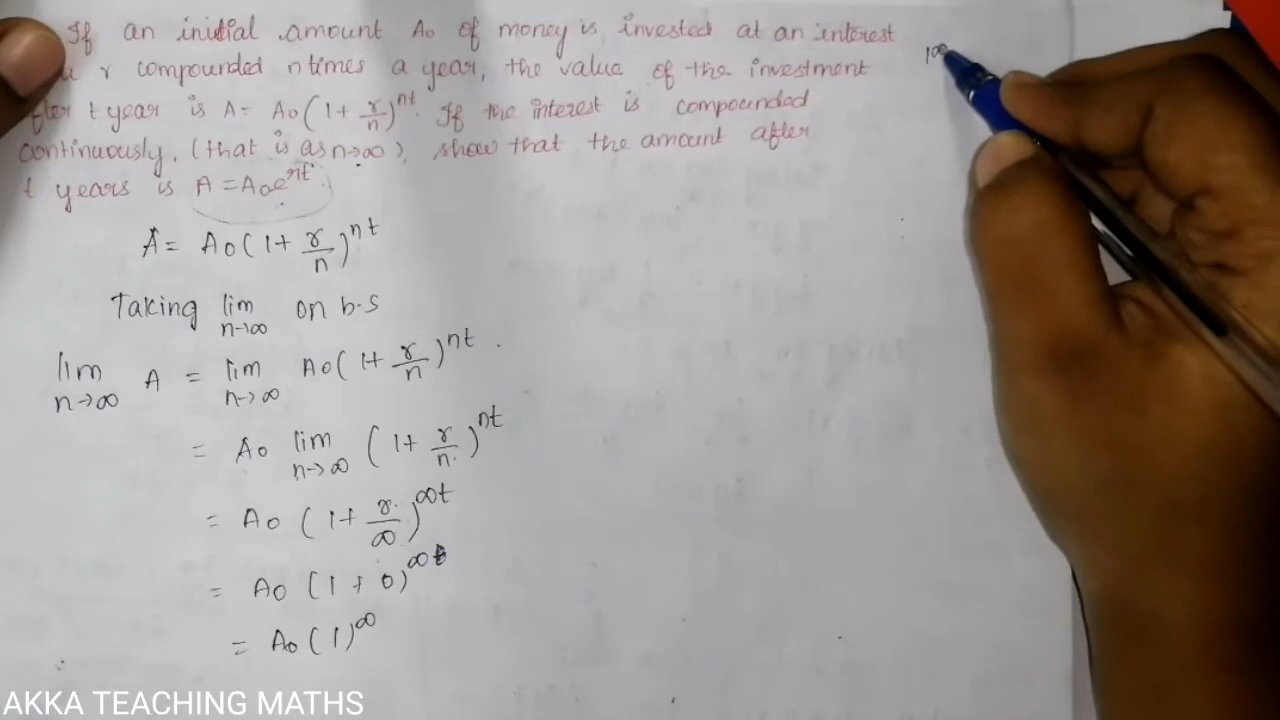 If an initial amount A₀ of money is invested at an interest
r compounded n times a year, the value of the investment
after t year is A = A₀(1 + r/n)^nt. If the interest is compounded
continuously, (that is as n→∞), show that the amount after
t years is A = A₀e^rt.
A = A₀(1 + r/n)^nt
Taking lim n→∞ on b.s
lim n→∞ A = lim n→∞ A₀(1 + r/n)^nt.
= A₀ lim n→∞ (1 + r/n)^nt
= A₀ (1 + r/∞)^∞t
= A₀ (1 + 0)^∞t
= A₀ (1)^∞
1^∞
AKKA TEACHING MATHS